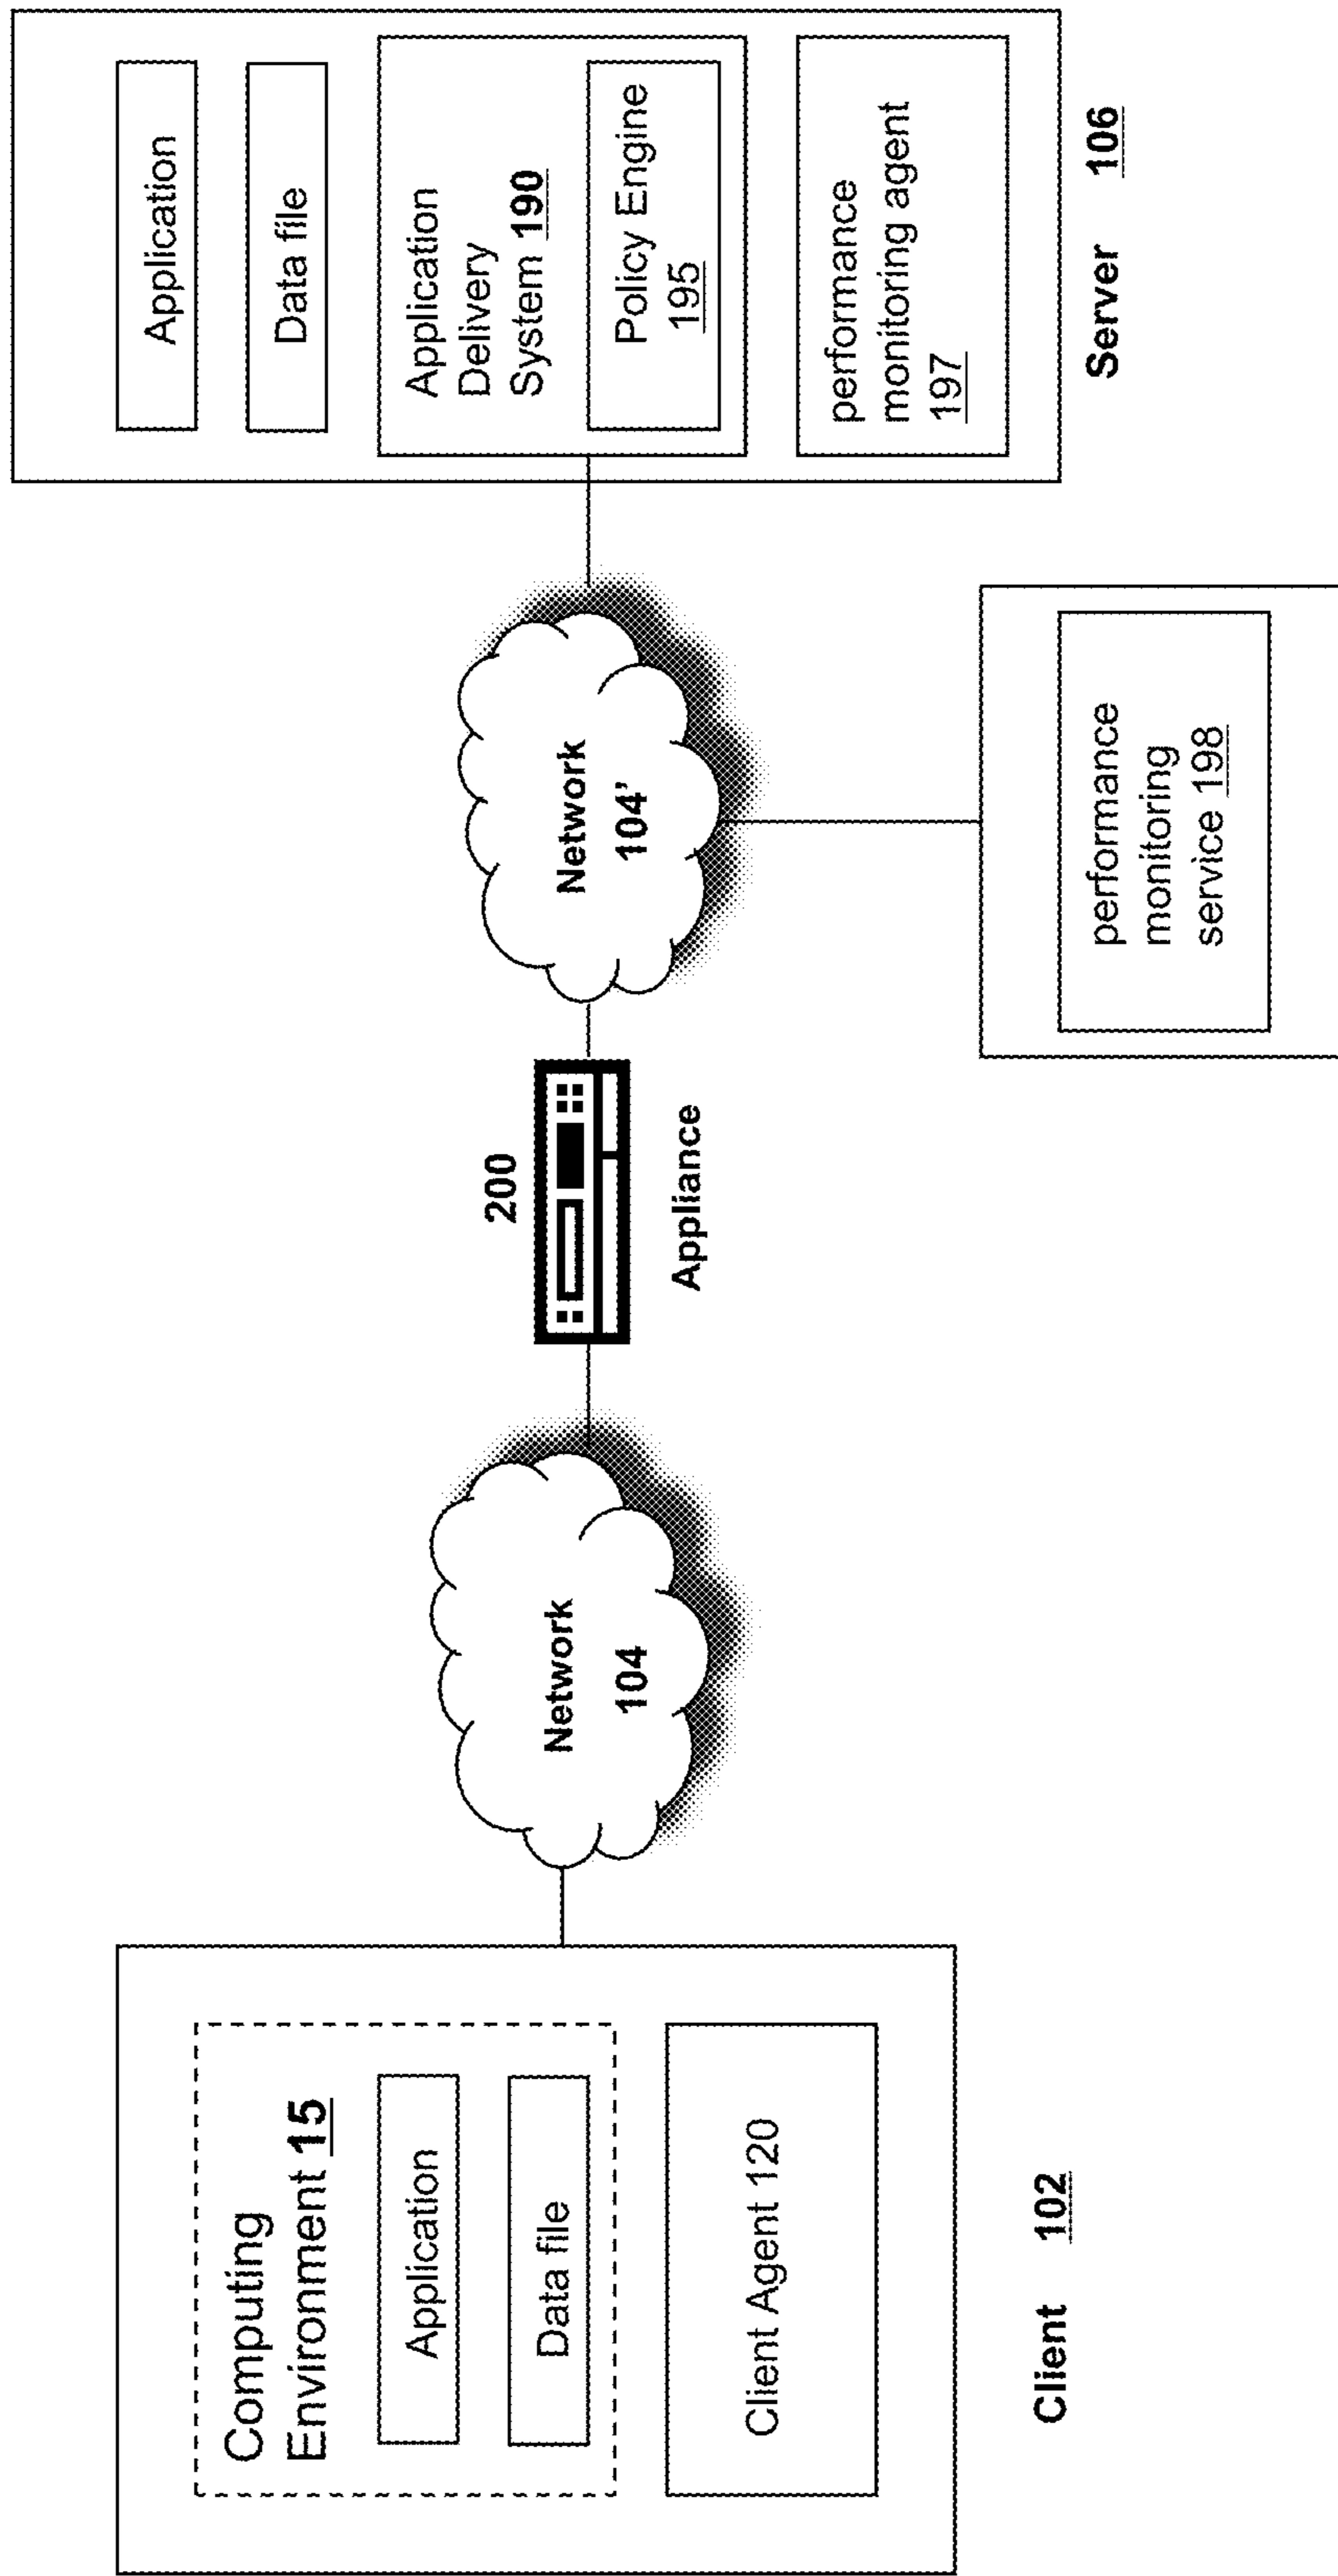 Computing
Environment 15
Application
Data file
Client Agent 120
Client 102
Network
104
200
Appliance
Network
104’
performance
monitoring
service 198
Application
Data file
Application
Delivery
System 190
Policy Engine
195
performance
monitoring agent
197
Server 106